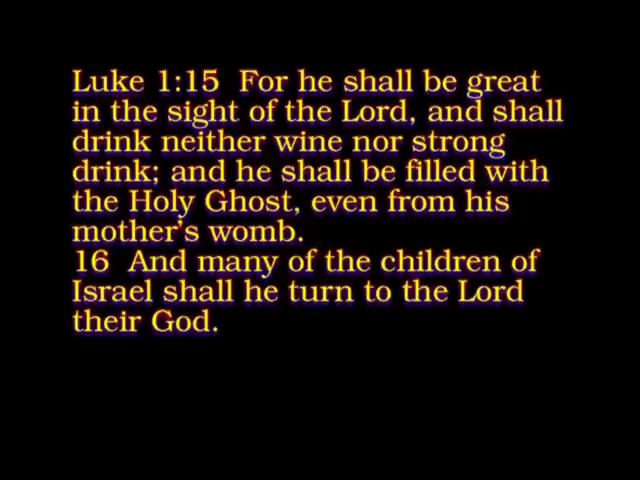 Luke 1:15  For he shall be great
in the sight of the Lord, and shall
drink neither wine nor strong
drink; and he shall be filled with
the Holy Ghost, even from his
mother's womb.
16  And many of the children of
Israel shall he turn to the Lord
their God.